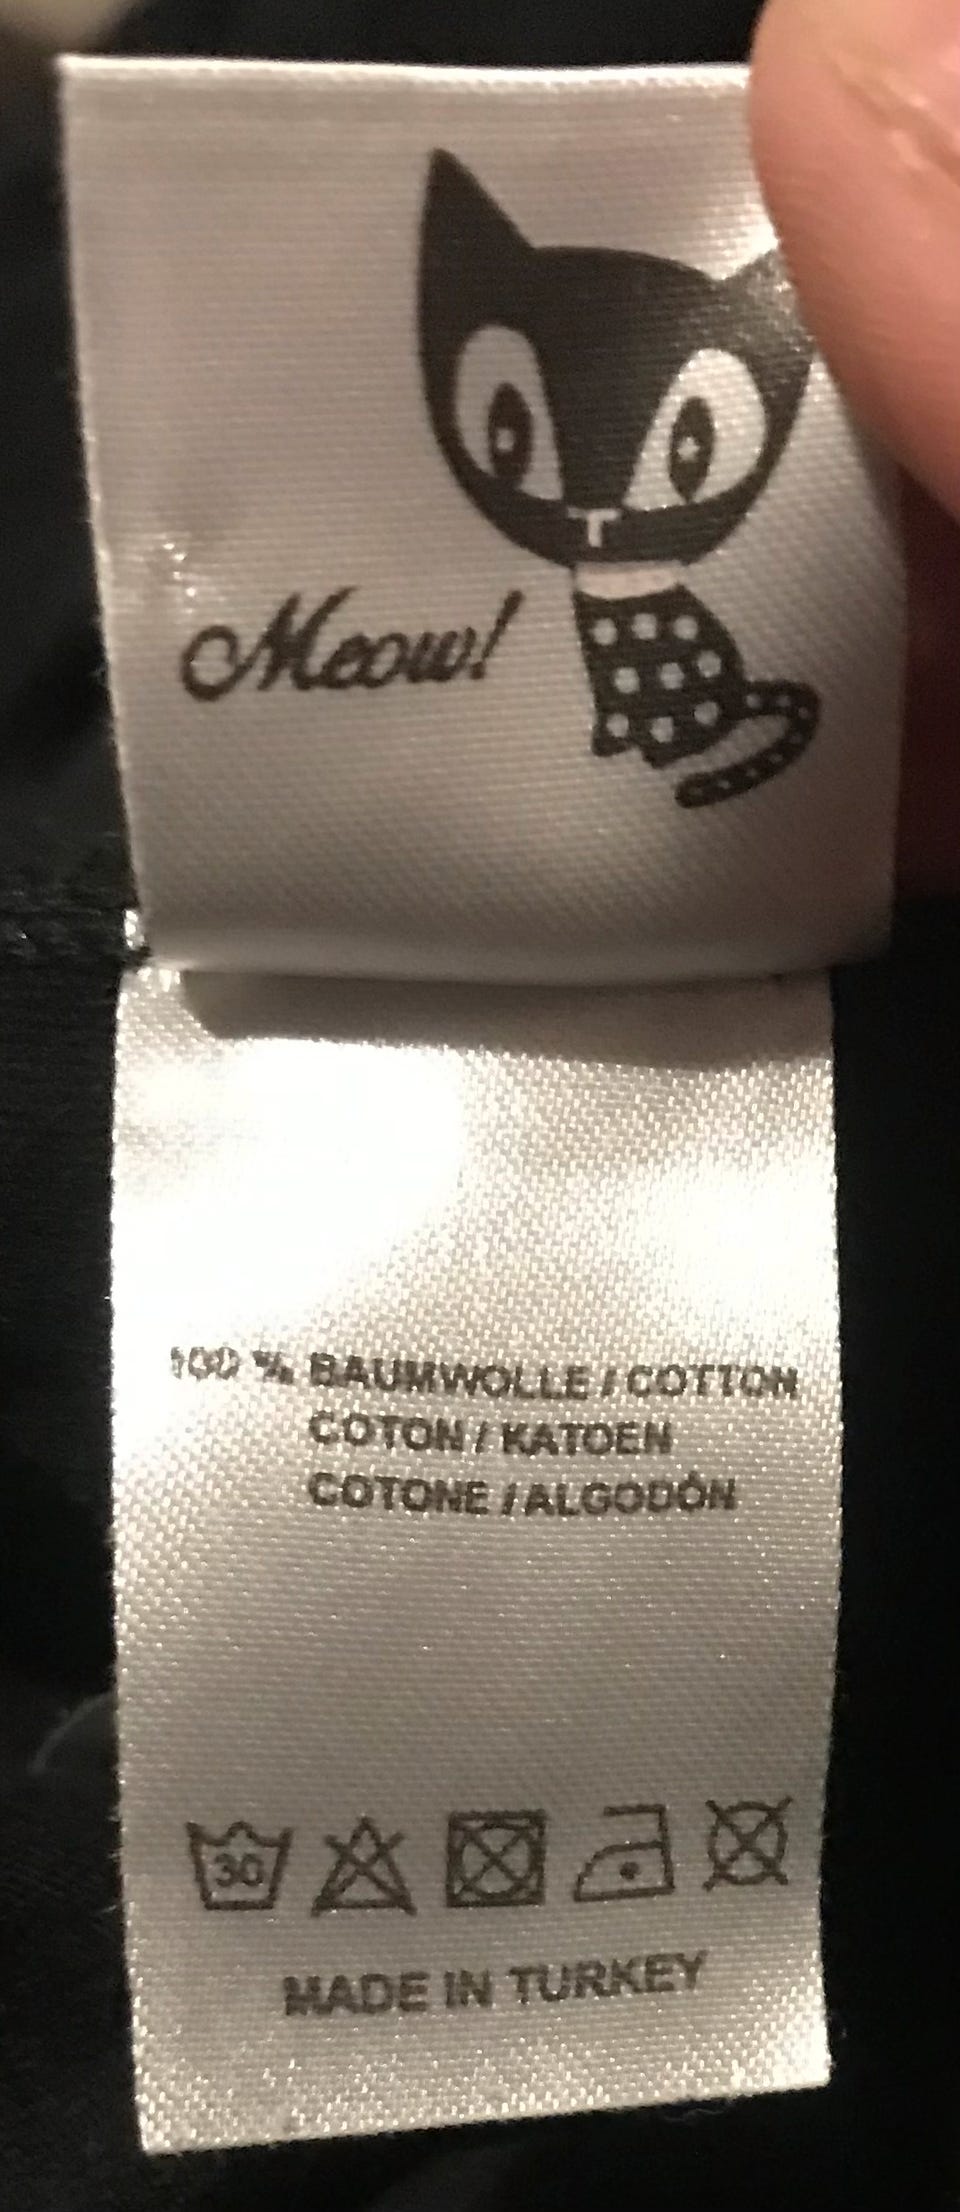 Meow!
100 % BAUMWOLLE / COTTON
COTON / KATOEN
COTONE / ALGODÓN
30
MADE IN TURKEY